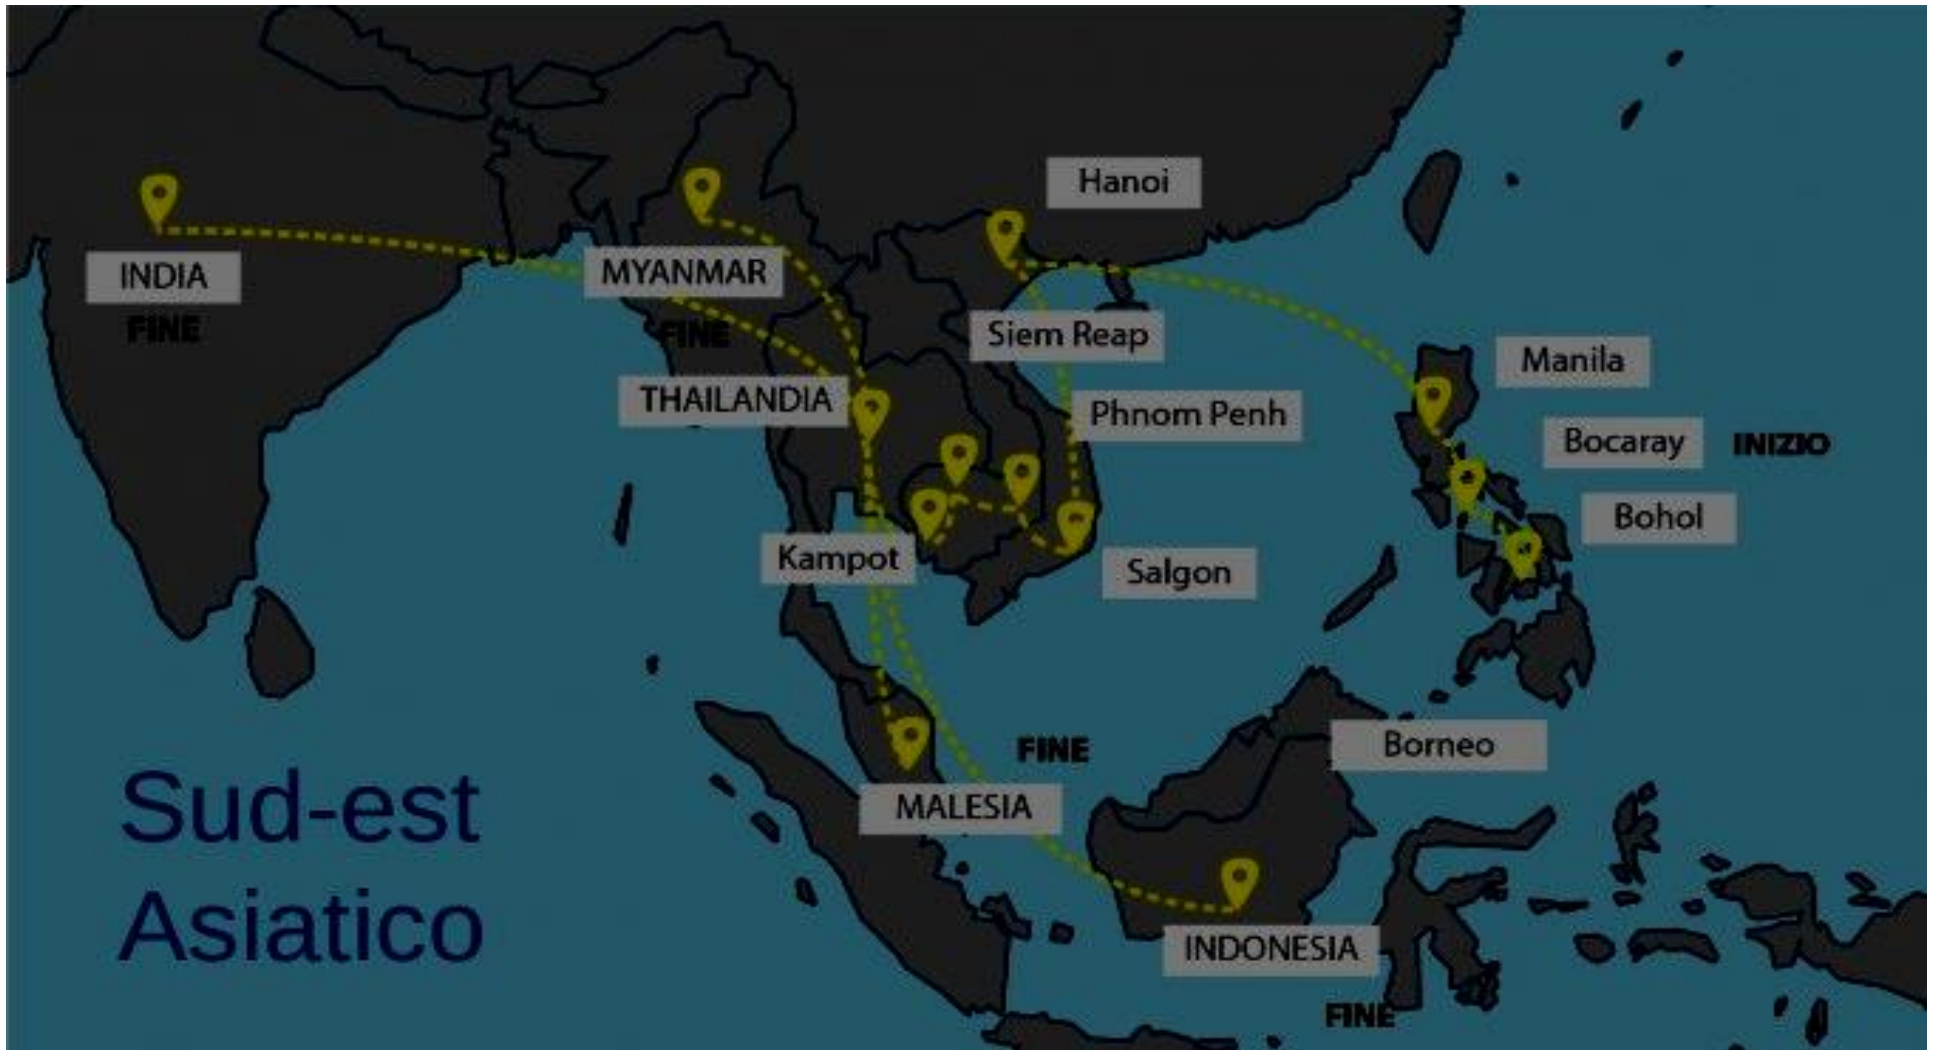 Hanoi
INDIA
MYANMAR
FINE
FINE
Siem Reap
Manila
THAILANDIA
Phnom Penh
Bocaray
INIZIO
Bohol
Kampot
Salgon
FINE
Borneo
MALESIA
Sud-est
Asiatico
INDONESIA
FINE